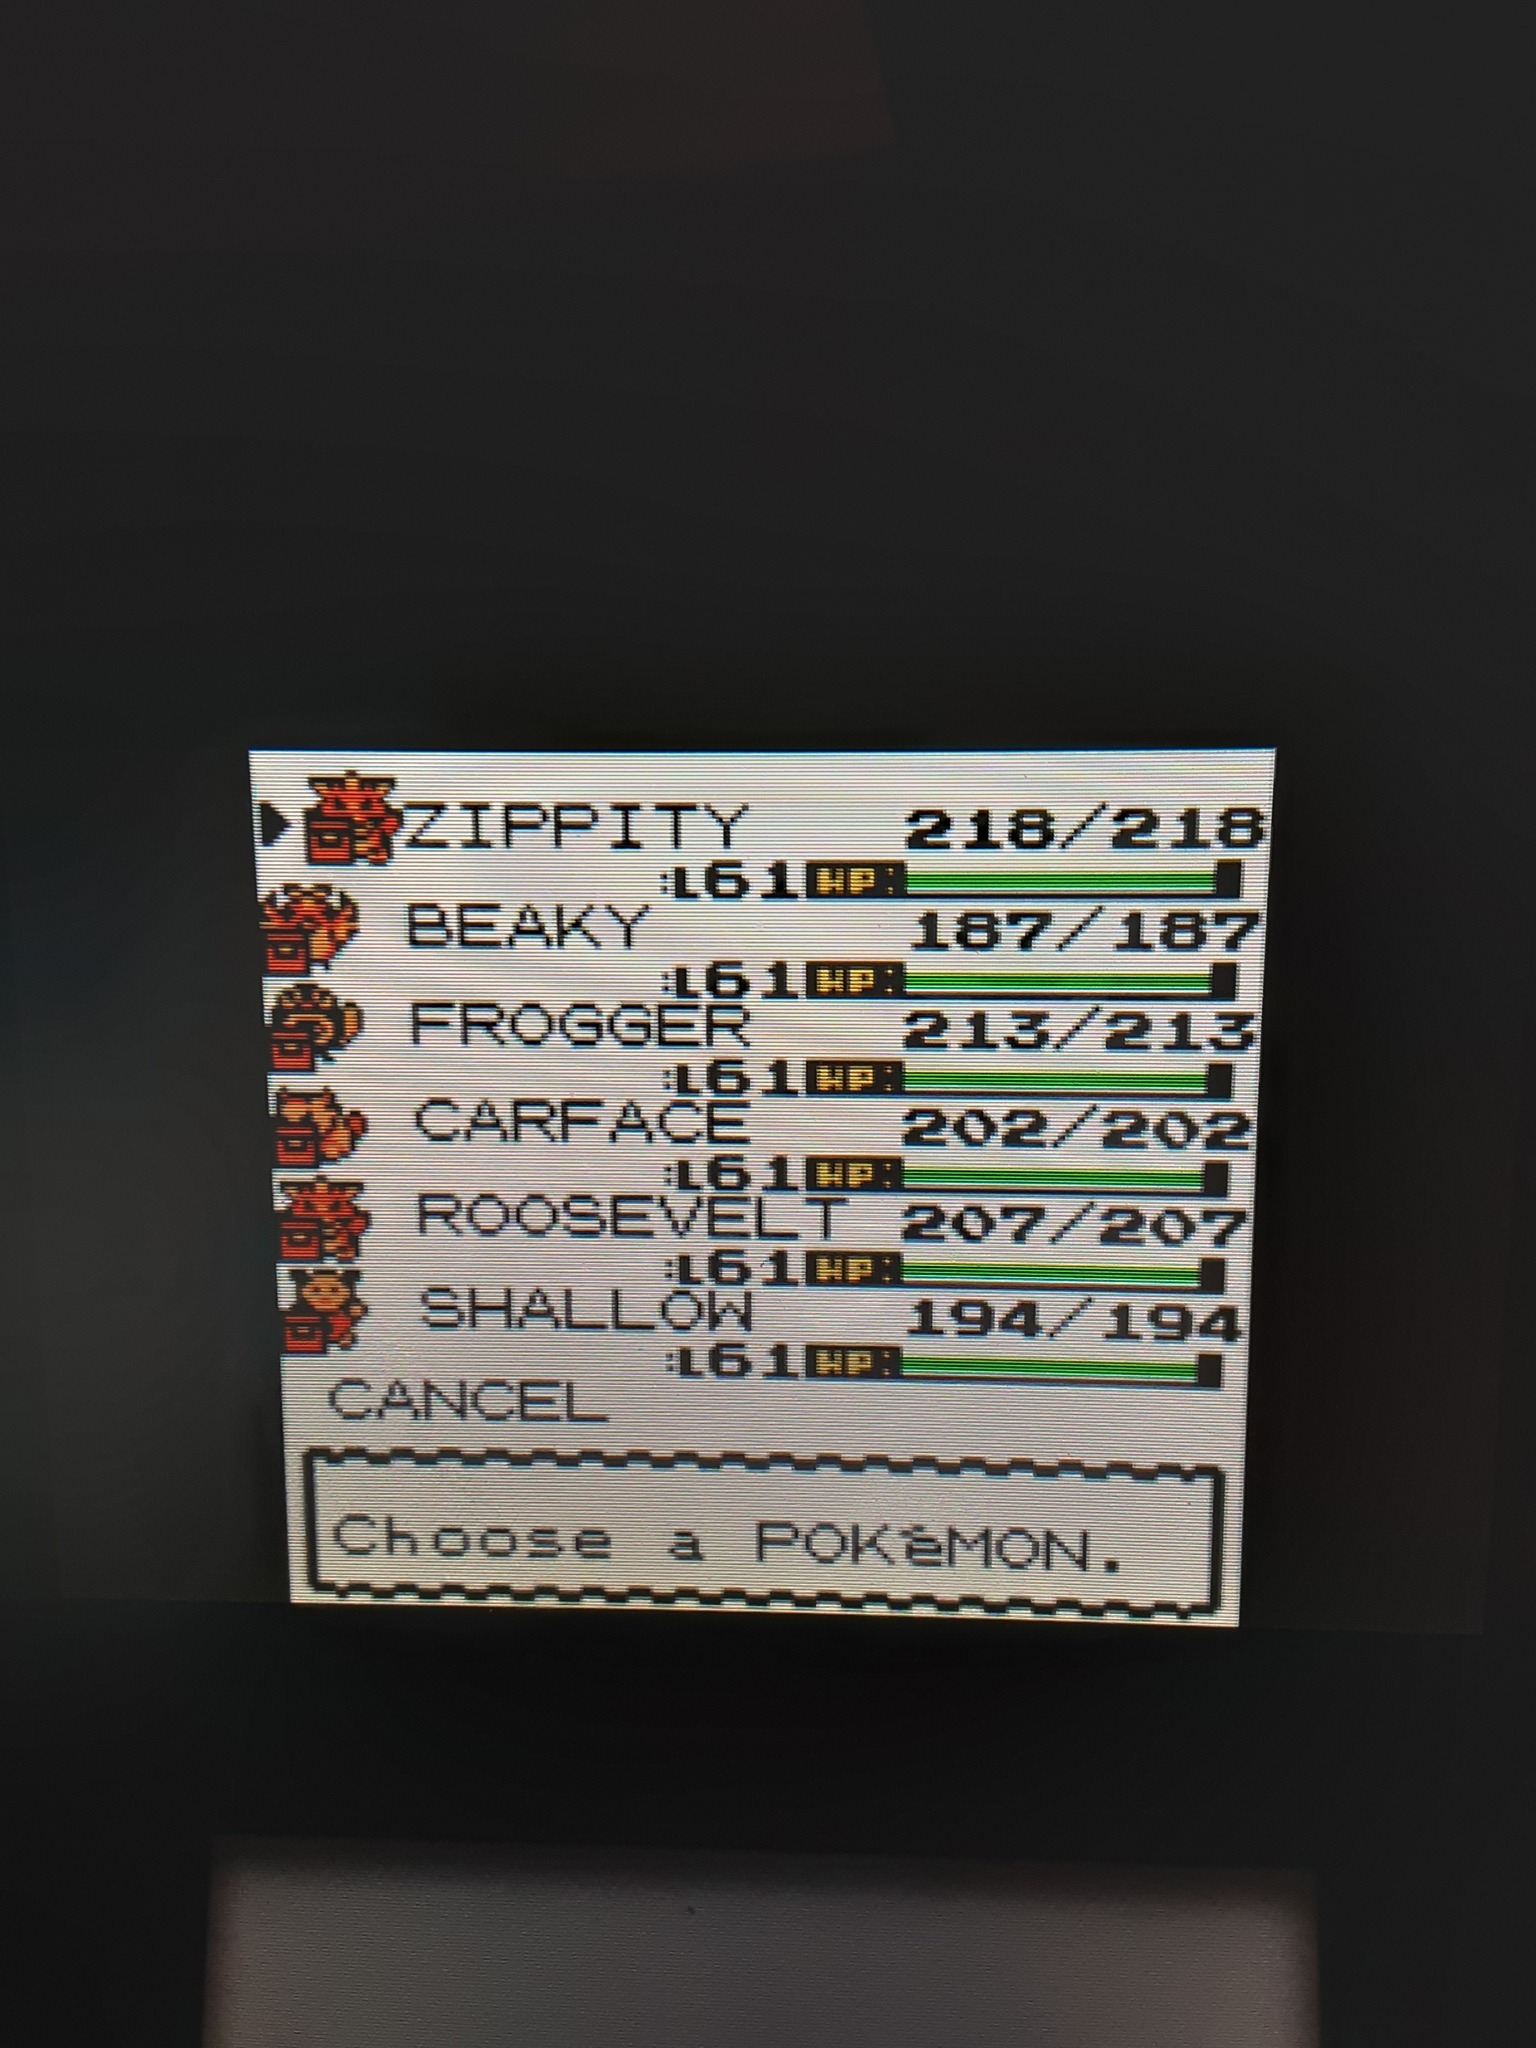 ZIPPITY 218/218
:L61 HP:
BEAKY 187/187
:L61 HP:
FROGGER 213/213
:L61 HP:
CARFACE 202/202
:L61 HP:
ROOSEVELT 207/207
:L61 HP:
SHALLOW 194/194
:L61 HP:
CANCEL
Choose a POKéMON.